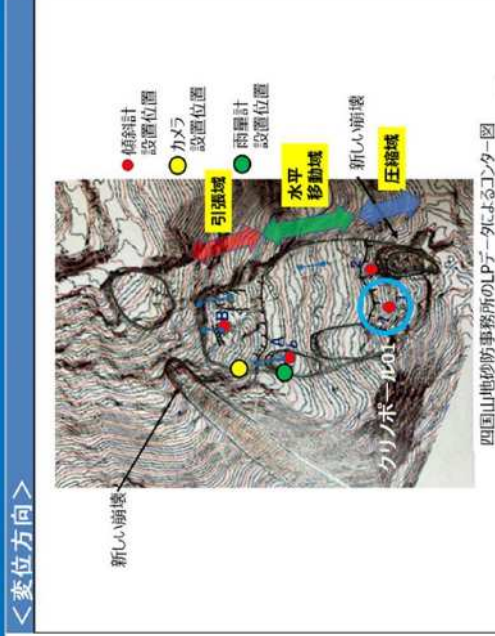 ＜変位方向＞
新しい崩壊
傾斜計
設置位置
カメラ
設置位置
雨量計
設置位置
引張域
水平
移動域
新しい崩壊
圧縮域
B
A
2
クリノポール01
四国山地砂防事務所のLPデータによるコンター図